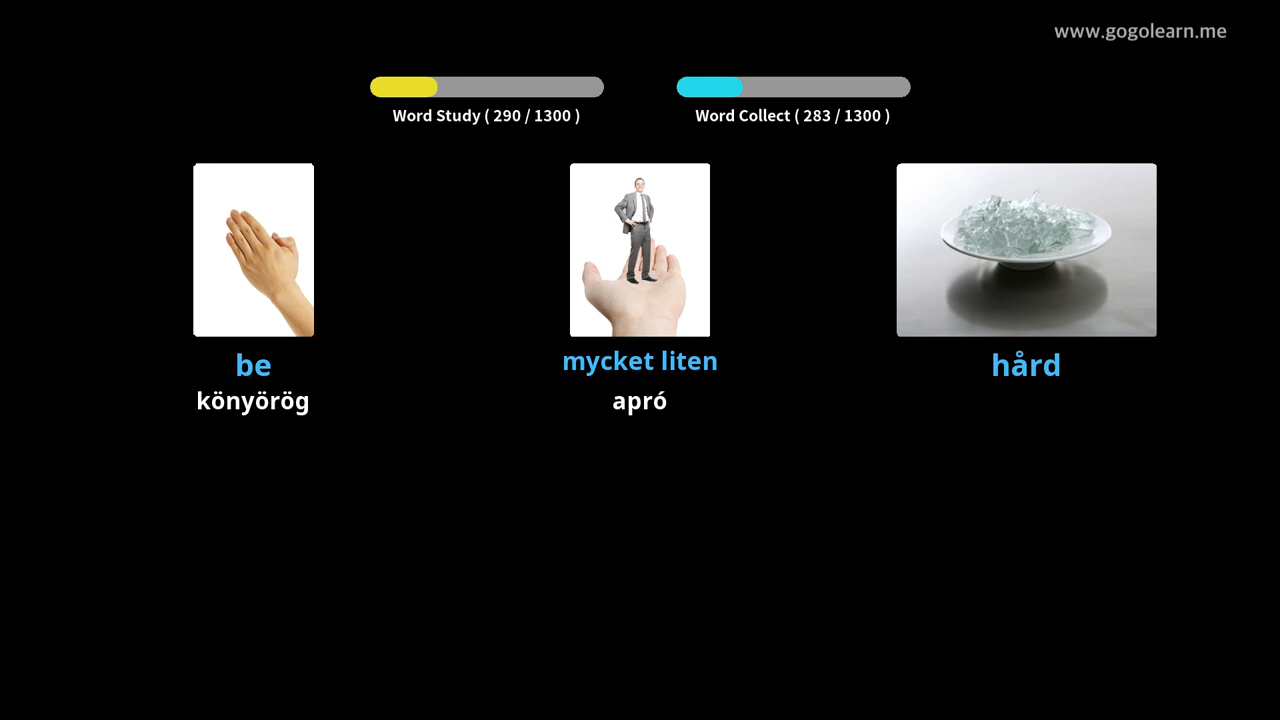 www.gogolearn.me
Word Study ( 290 / 1300 )
Word Collect ( 283 / 1300 )
be
könyörög
mycket liten
apró
hård